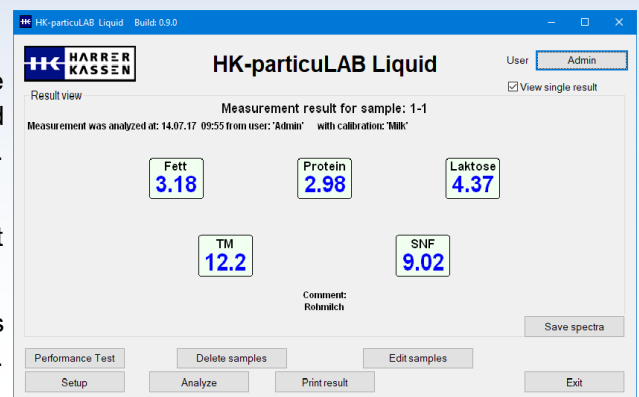 HK-particuLAB Liquid Build: 0.9.0
HK HARRER KASSEN
HK-particuLAB Liquid
User Admin
View single result
Result view
Measurement result for sample: 1-1
Measurement was analyzed at: 14.07.17 09:55 from user: 'Admin' with calibration: 'Milk'
Fett Protein Laktose
3.18 2.98 4.37
TM SNF
12.2 9.02
Comment:
Rohmilch
Save spectra
Performance Test Delete samples Edit samples
Setup Analyze Print result Exit